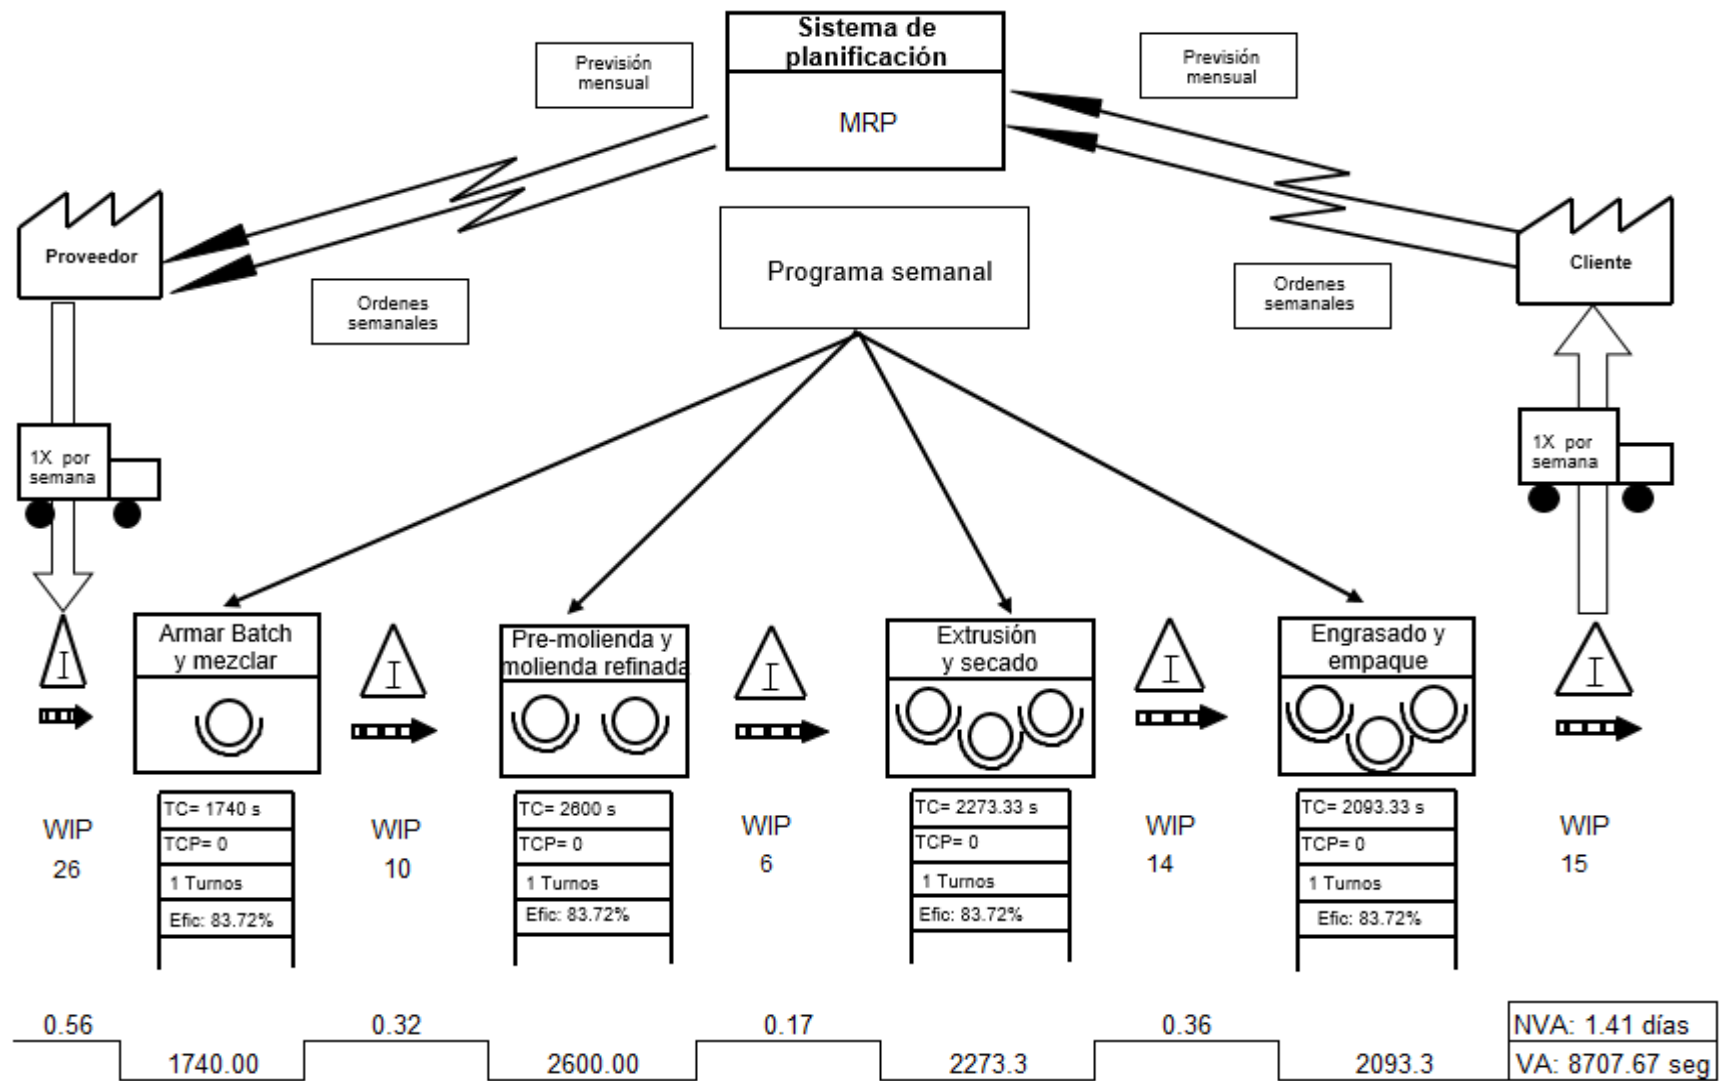 Sistema de
planificación
MRP
Previsión
mensual
Previsión
mensual
Proveedor
Ordenes
semanales
Programa semanal
Ordenes
semanales
Cliente
1X por
semana
1X por
semana
Armar Batch
y mezclar
Pre-molienda y
molienda refinada
Extrusión
y secado
Engrasado y
empaque
I
I
I
I
I
WIP
26
TC= 1740 s
TCP= 0
1 Turnos
Efic: 83.72%
WIP
10
TC= 2600 s
TCP= 0
1 Turnos
Efic: 83.72%
WIP
6
TC= 2273.33 s
TCP= 0
1 Turnos
Efic: 83.72%
WIP
14
TC= 2093.33 s
TCP= 0
1 Turnos
Efic: 83.72%
WIP
15
0.56
0.32
0.17
0.36
NVA: 1.41 días
1740.00
2600.00
2273.3
2093.3
VA: 8707.67 seg